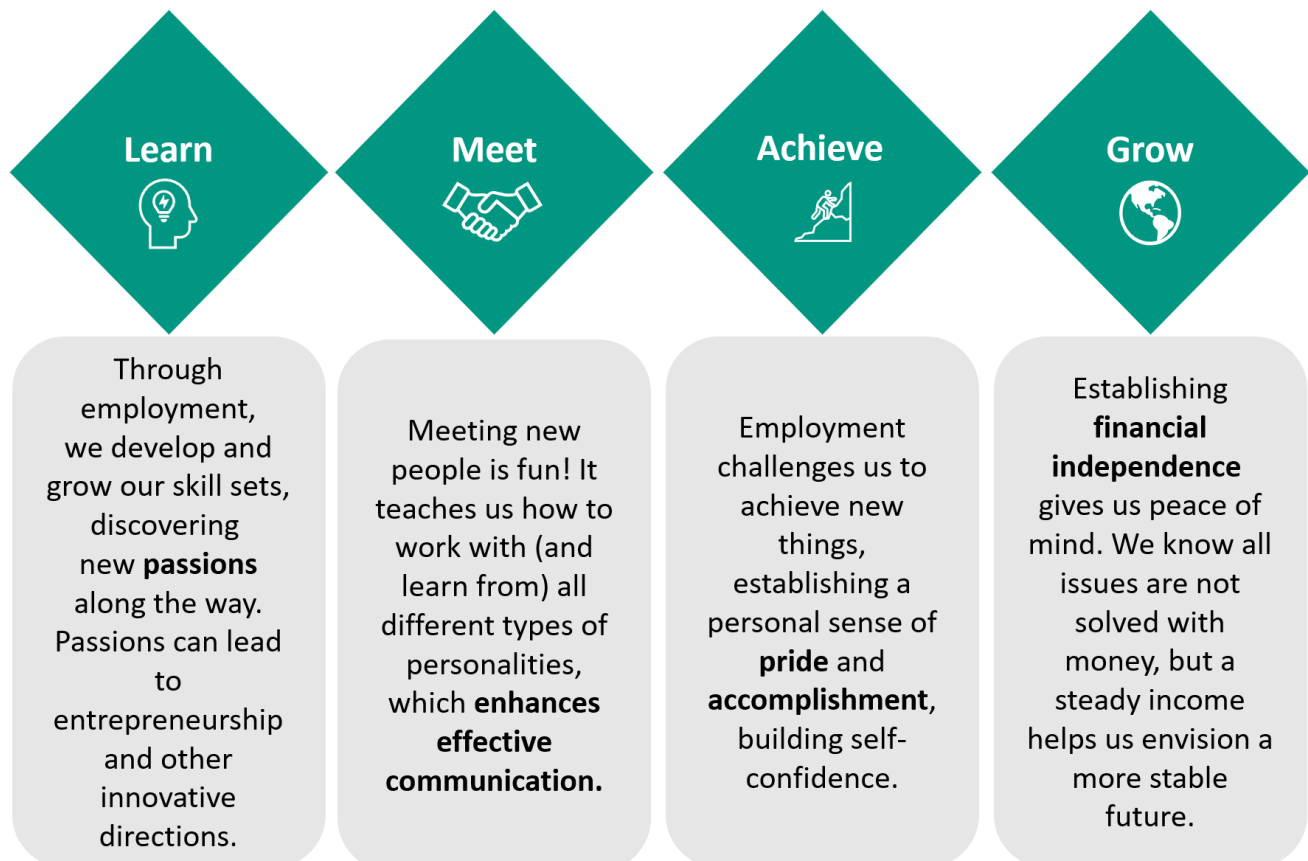 Learn
Through
employment,
we develop and
grow our skill sets,
discovering
new passions
along the way.
Passions can lead
to
entrepreneurship
and other
innovative
directions.
Meet
Meeting new
people is fun! It
teaches us how to
work with (and
learn from) all
different types of
personalities,
which enhances
effective
communication.
Achieve
Employment
challenges us to
achieve new
things,
establishing a
personal sense of
pride and
accomplishment,
building self-
confidence.
Grow
Establishing
financial
independence
gives us peace of
mind. We know all
issues are not
solved with
money, but a
steady income
helps us envision a
more stable
future.